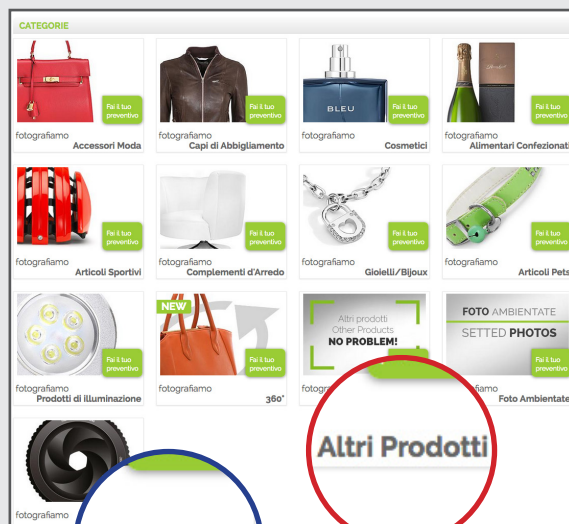 CATEGORIE
Fai il tuo
preventivo
fotografiamo
Accessori Moda
Fai il tuo
preventivo
fotografiamo
Capi di Abbigliamento
BLEU
Fai il tuo
preventivo
fotografiamo
Cosmetici
Fai il tuo
preventivo
fotografiamo
Alimentari Confezionati
Fai il tuo
preventivo
fotografiamo
Articoli Sportivi
Fai il tuo
preventivo
fotografiamo
Complementi d'Arredo
Fai il tuo
preventivo
fotografiamo
Gioielli/Bijoux
Fai il tuo
preventivo
fotografiamo
Articoli Pets
Fai il tuo
preventivo
fotografiamo
Prodotti di illuminazione
NEW
Fai il tuo
preventivo
fotografiamo
360°
Altri prodotti
Other Products
NO PROBLEM!
Altri Prodotti
FOTO AMBIENTATE
SETTED PHOTOS
Fai il tuo
preventivo
Foto Ambientate
fotografiamo